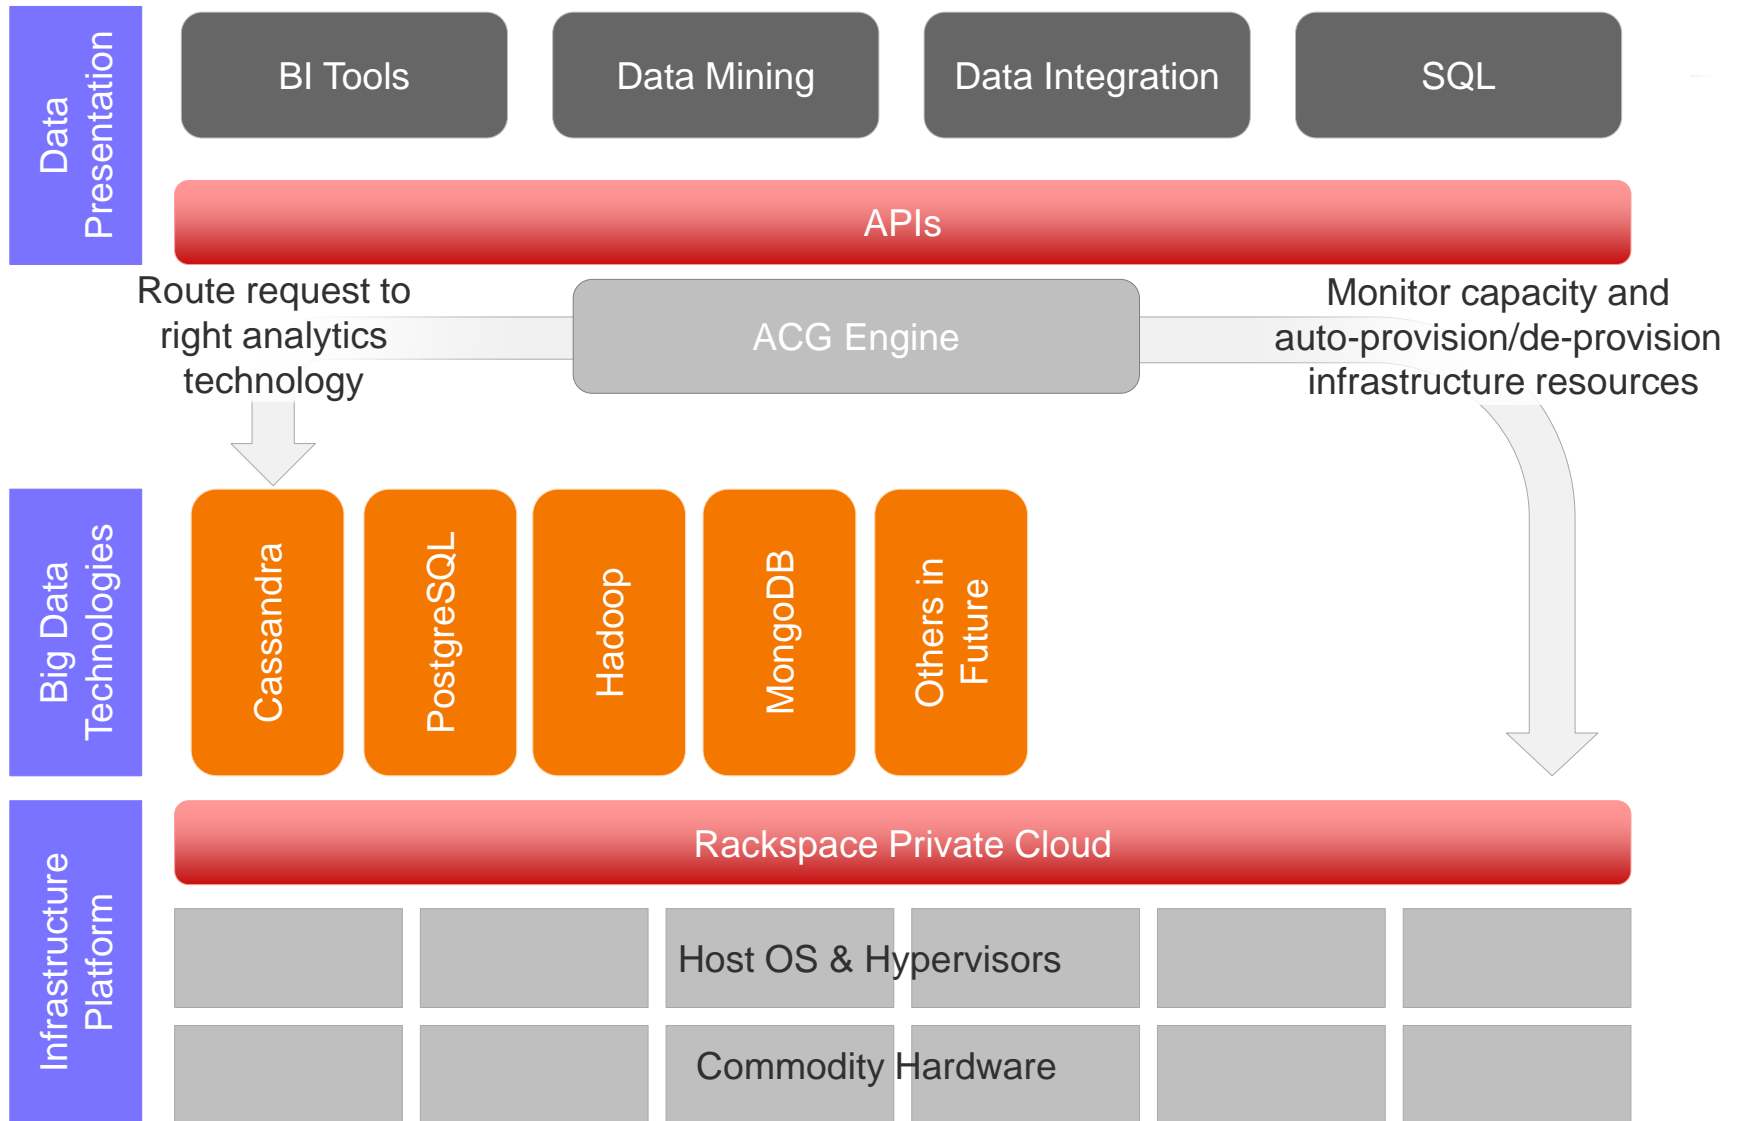 Data
Presentation
BI Tools
Data Mining
Data Integration
SQL
APIs
Route request to
right analytics
technology
ACG Engine
Monitor capacity and
auto-provision/de-provision
infrastructure resources
Big Data
Technologies
Cassandra
PostgreSQL
Hadoop
MongoDB
Others in
Future
Infrastructure
Platform
Rackspace Private Cloud
Host OS & Hypervisors
Commodity Hardware